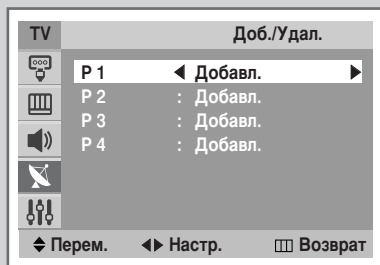 TV Доб./Удал.
P 1 ◀ Добавл. ▶
P 2 : Добавл.
P 3 : Добавл.
P 4 : Добавл.
Перем. Настр. Возврат